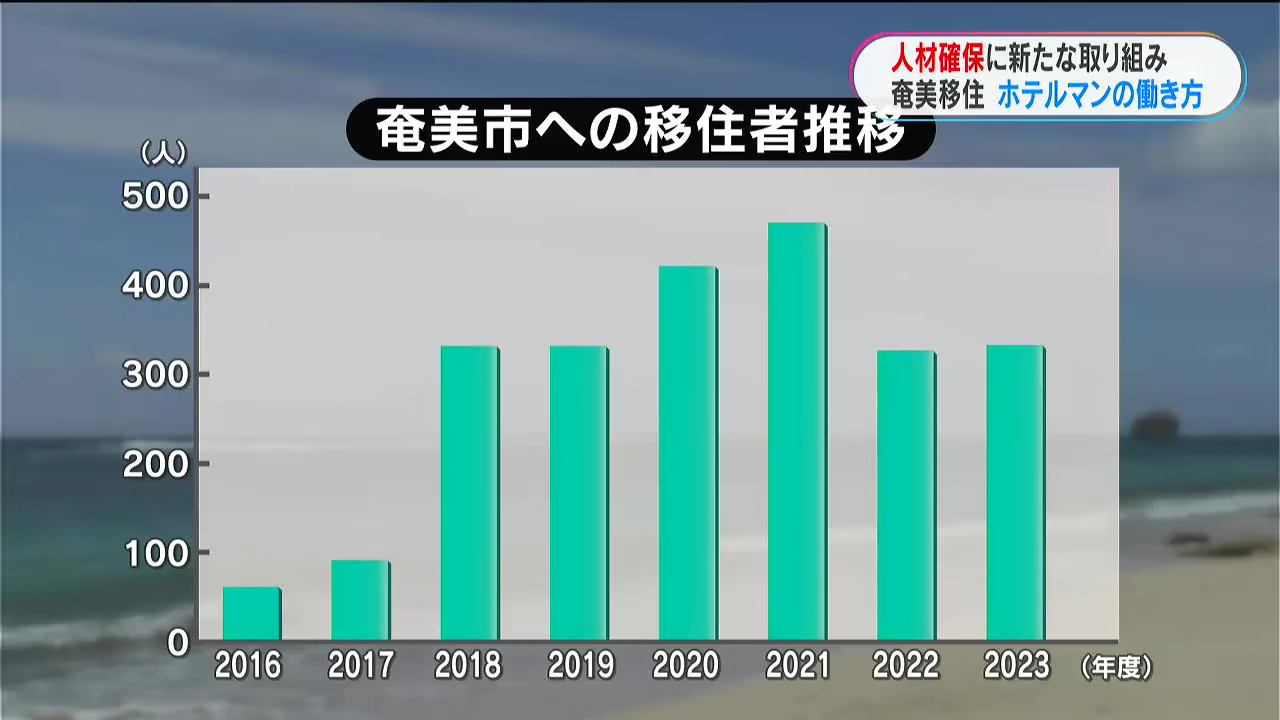 人材確保に新たな取り組み
奄美移住 ホテルマンの働き方
奄美市への移住者推移
(人)
500
400
300
200
100
0
2016 2017 2018 2019 2020 2021 2022 2023 (年度)